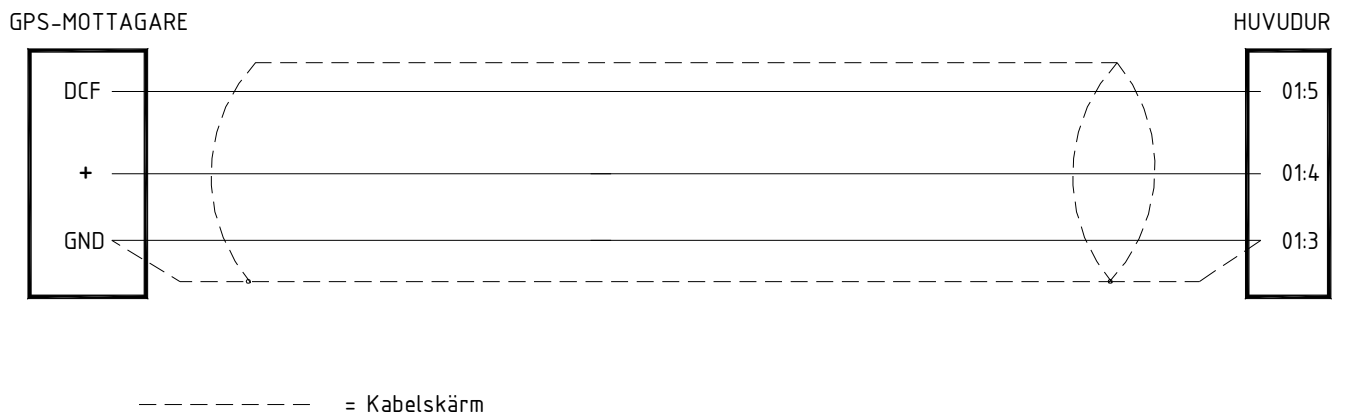 GPS-MOTTAGARE
HUVUDUR
DCF
01:5
+
01:4
GND
01:3
= Kabelskärm